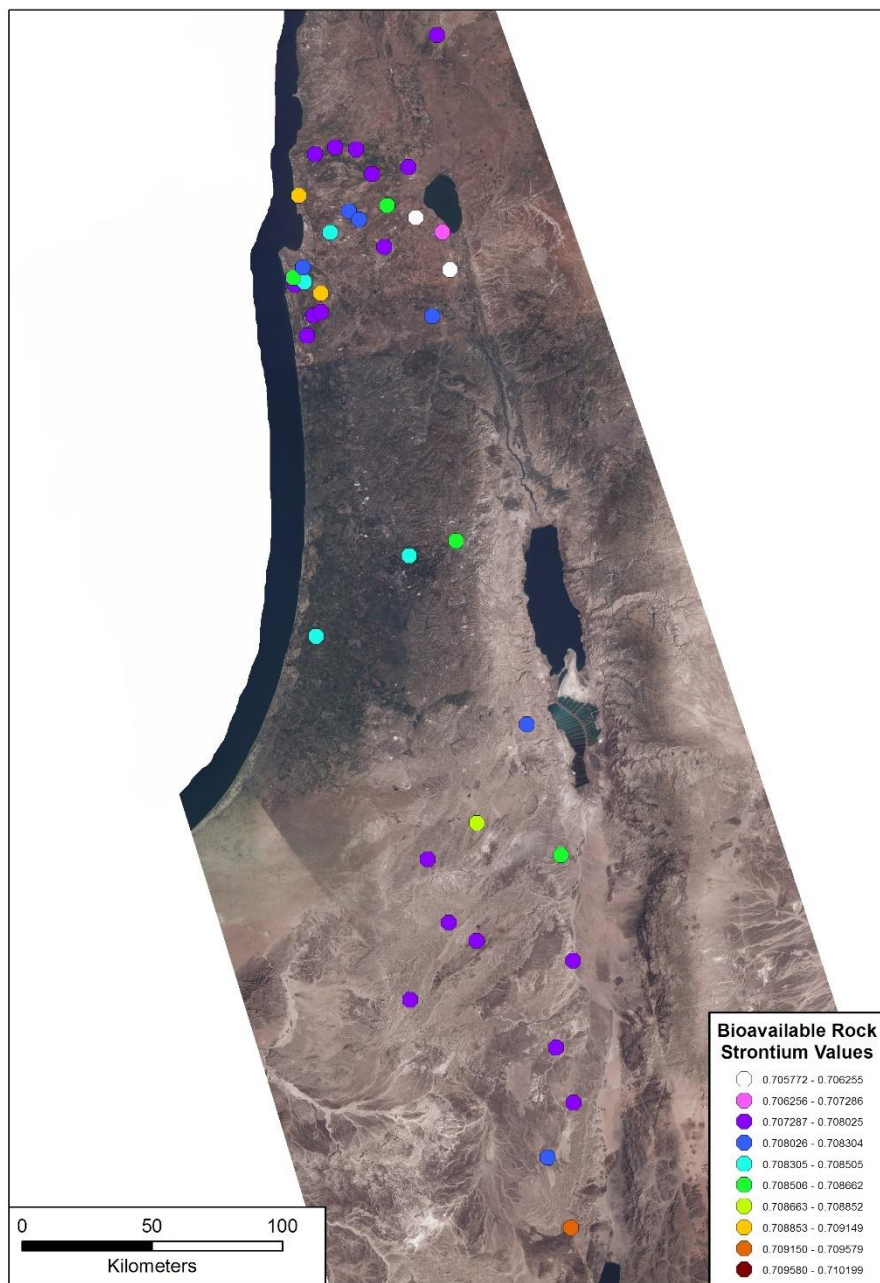 Bioavailable Rock
Strontium Values
0.705772 - 0.706255
0.706256 - 0.707286
0.707287 - 0.708025
0.708026 - 0.708304
0.708305 - 0.708505
0.708506 - 0.708662
0.708663 - 0.708852
0.708853 - 0.709149
0.709150 - 0.709579
0.709580 - 0.710199
0 50 100
Kilometers